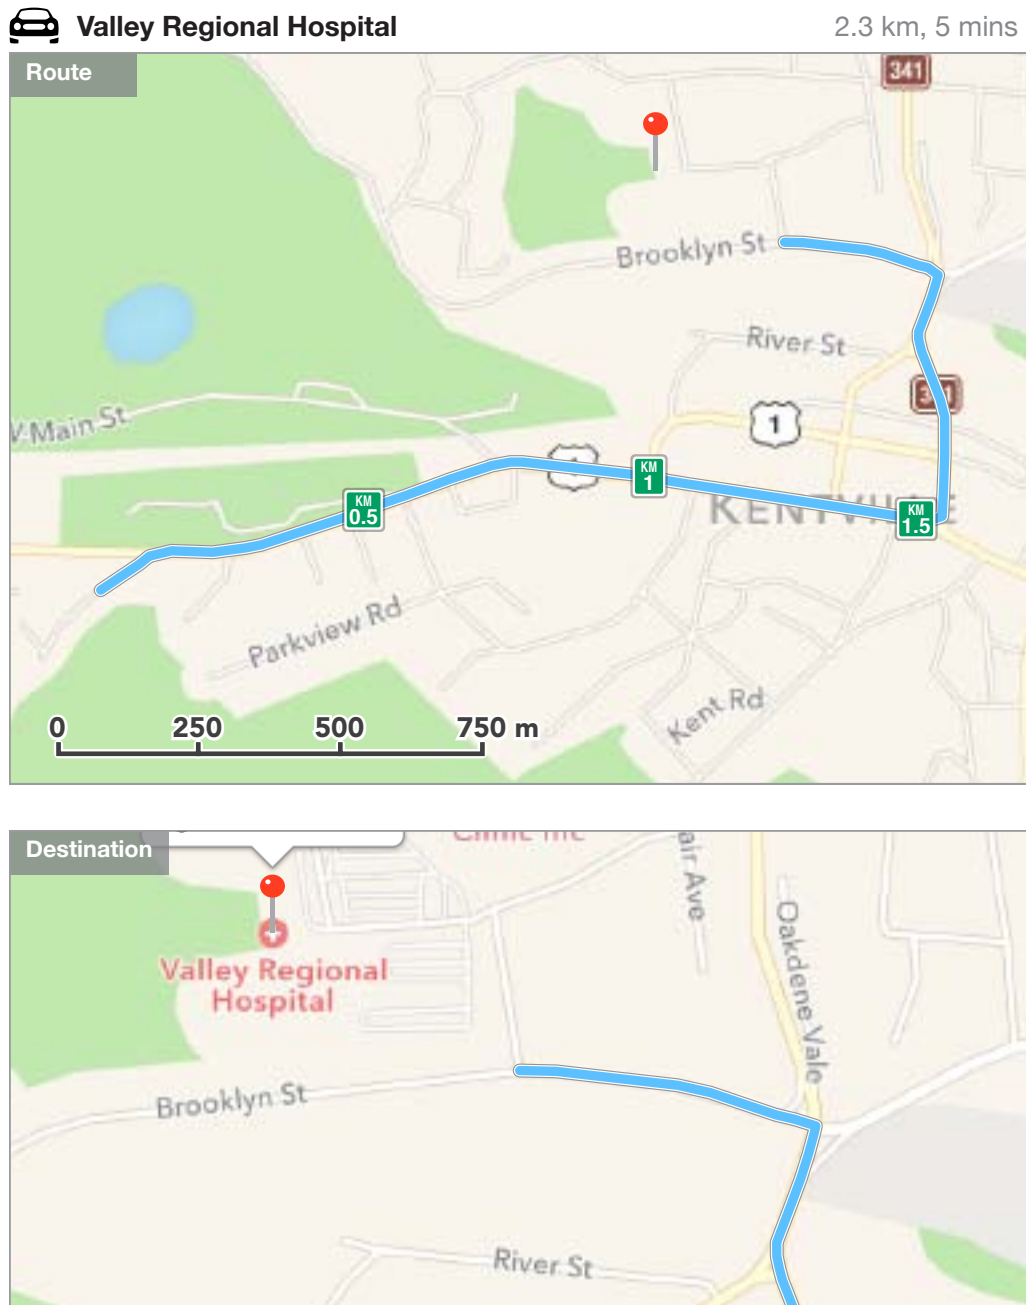 Valley Regional Hospital
2.3 km, 5 mins
Route
341
Brooklyn St
River St
1
Main St
KM
1
KENTVILLE
KM
0.5
KM
1.5
Parkview Rd
Kent Rd
0 250 500 750 m
Destination
Oakdene Vale
Valley Regional
Hospital
Brooklyn St
River St